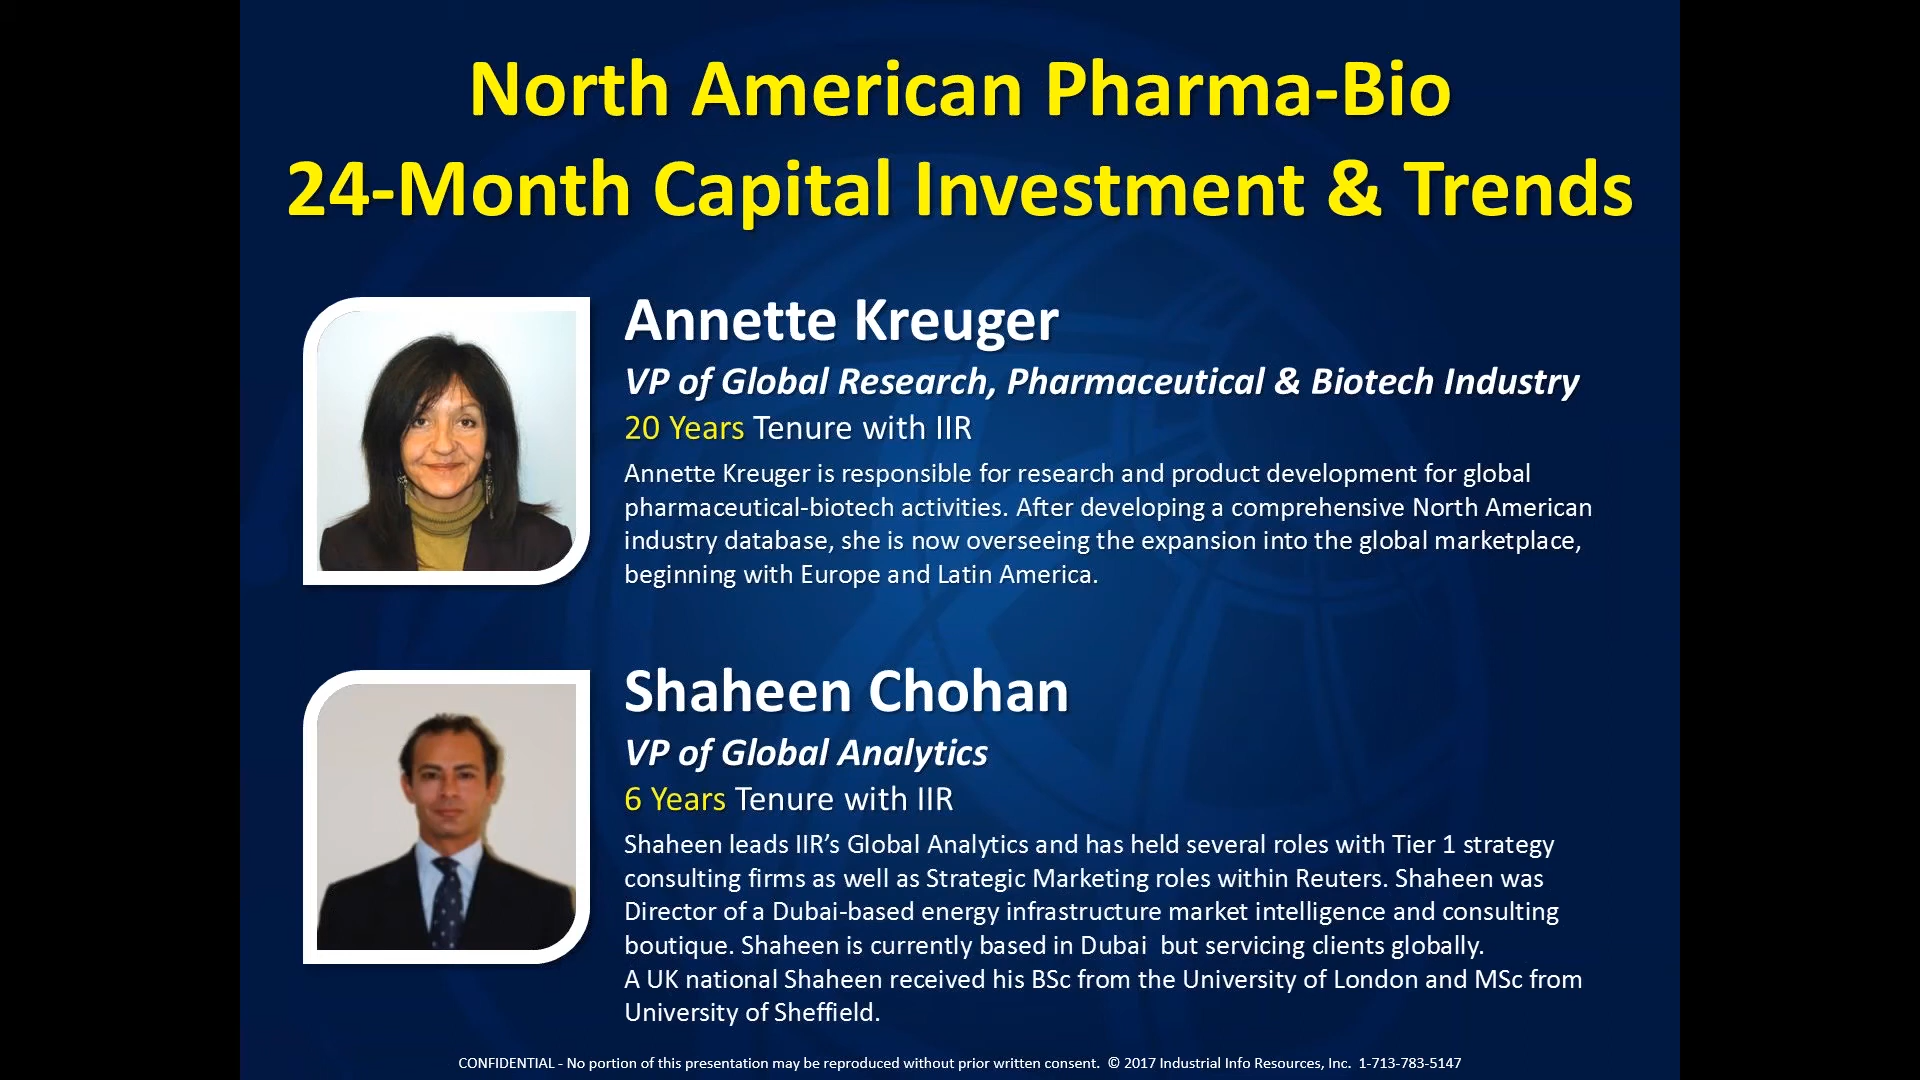 North American Pharma-Bio
24-Month Capital Investment & Trends
Annette Kreuger
VP of Global Research, Pharmaceutical & Biotech Industry
20 Years Tenure with IIR
Annette Kreuger is responsible for research and product development for global
pharmaceutical-biotech activities. After developing a comprehensive North American
industry database, she is now overseeing the expansion into the global marketplace,
beginning with Europe and Latin America.
Shaheen Chohan
VP of Global Analytics
6 Years Tenure with IIR
Shaheen leads IIR’s Global Analytics and has held several roles with Tier 1 strategy
consulting firms as well as Strategic Marketing roles within Reuters. Shaheen was
Director of a Dubai-based energy infrastructure market intelligence and consulting
boutique. Shaheen is currently based in Dubai  but servicing clients globally.
A UK national Shaheen received his BSc from the University of London and MSc from
University of Sheffield.
CONFIDENTIAL - No portion of this presentation may be reproduced without prior written consent.  © 2017 Industrial Info Resources, Inc.  1-713-783-5147